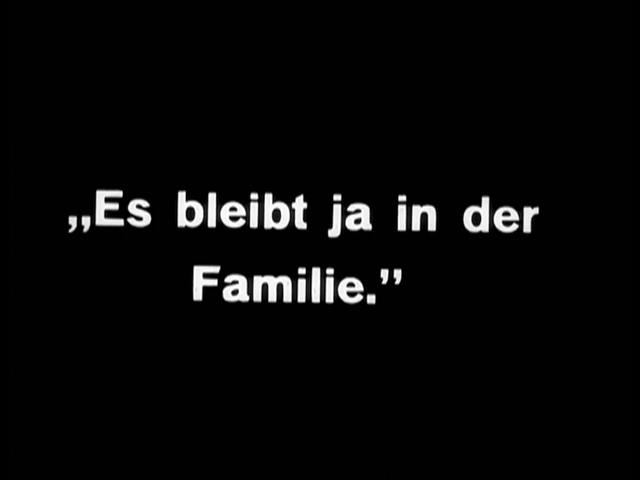 „Es bleibt ja in der
Familie.”